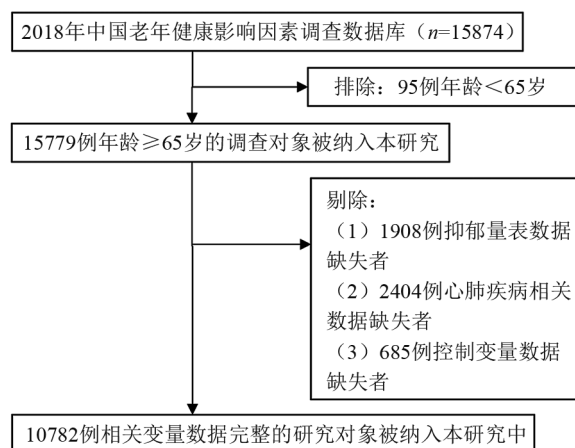 2018年中国老年健康影响因素调查数据库（n=15874）
排除：95例年龄＜65岁
15779例年龄≥65岁的调查对象被纳入本研究
剔除：
（1）1908例抑郁量表数据
缺失者
（2）2404例心肺疾病相关
数据缺失者
（3）685例控制变量数据
缺失者
10782例相关变量数据完整的研究对象被纳入本研究中